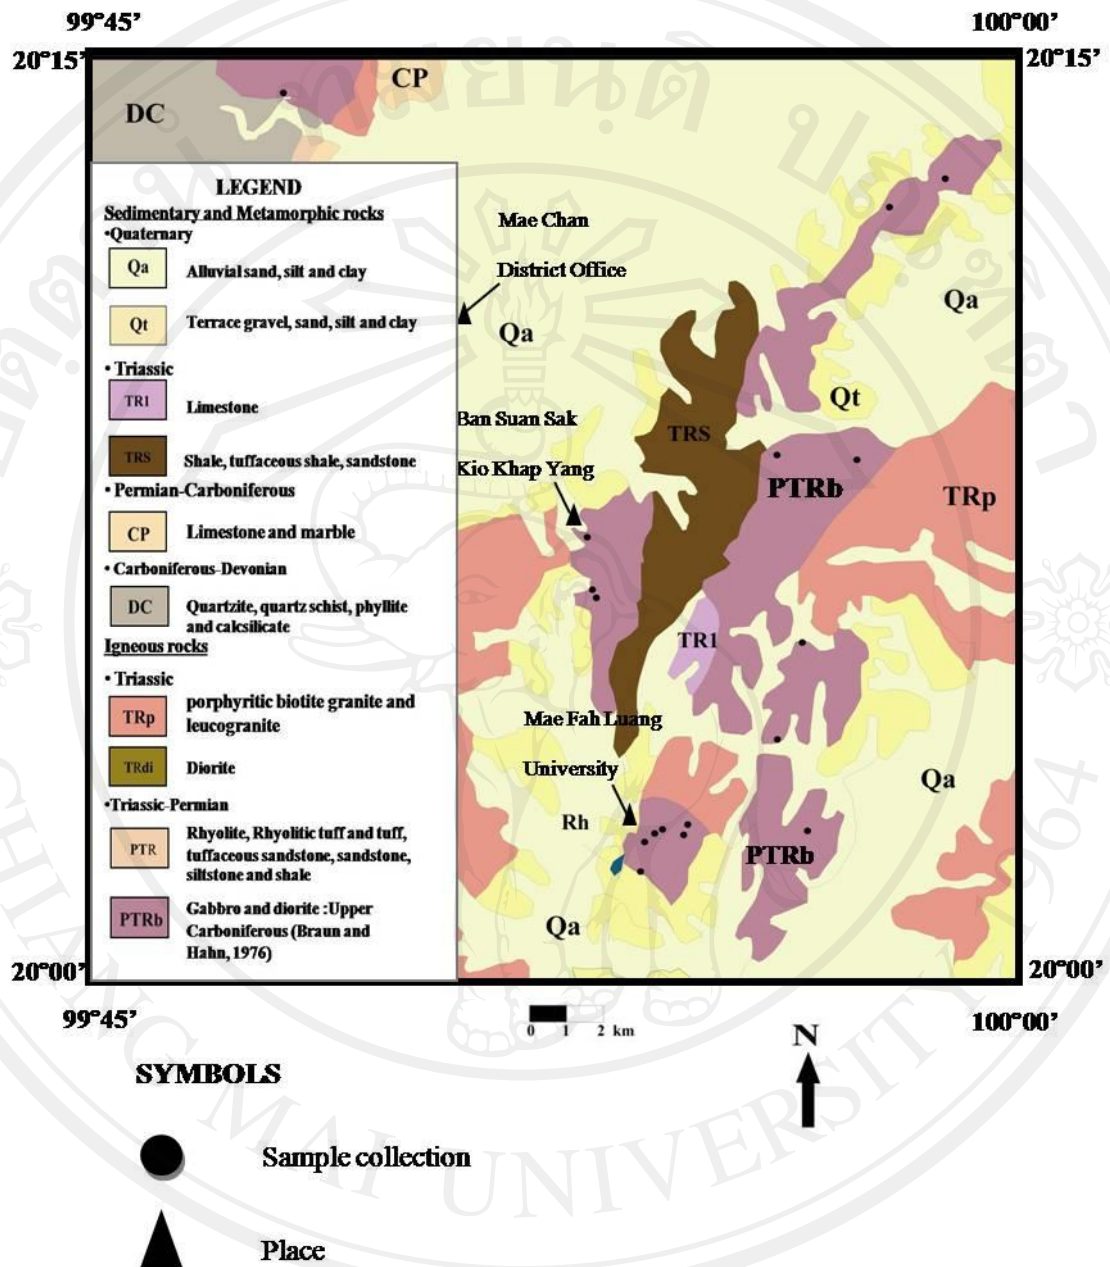 99°45’ 100°00’
20°15’ 20°15’
CP
DC
LEGEND
Sedimentary and Metamorphic rocks
•Quaternary
Qa Alluvial sand, silt and clay
Qt Terrace gravel, sand, silt and clay
• Triassic
TR1 Limestone
TRS Shale, tuffaceous shale, sandstone
• Permian-Carboniferous
CP Limestone and marble
• Carboniferous-Devonian
DC Quartzite, quartz schist, phyllite
and calcsilicate
Igneous rocks
• Triassic
TRp porphyritic biotite granite and
leucogranite
TRdi Diorite
•Triassic-Permian
PTR Rhyolite, Rhyolitic tuff and tuff,
tuffaceous sandstone, sandstone,
siltstone and shale
PTRb Gabbro and diorite :Upper
Carboniferous (Braun and
Hahn, 1976)
Mae Chan
District Office
Qa
Qa
Qt
Ban Suan Sak
TRS
Kio Khap Yang
PTRb
TRp
TR1
Mae Fah Luang
University
Qa
Rh
PTRb
Qa
20°00’ 20°00’
99°45’ 100°00’
0 1 2 km
N
SYMBOLS
Sample collection
Place
CHIANG MAI UNIVERSITY 1964